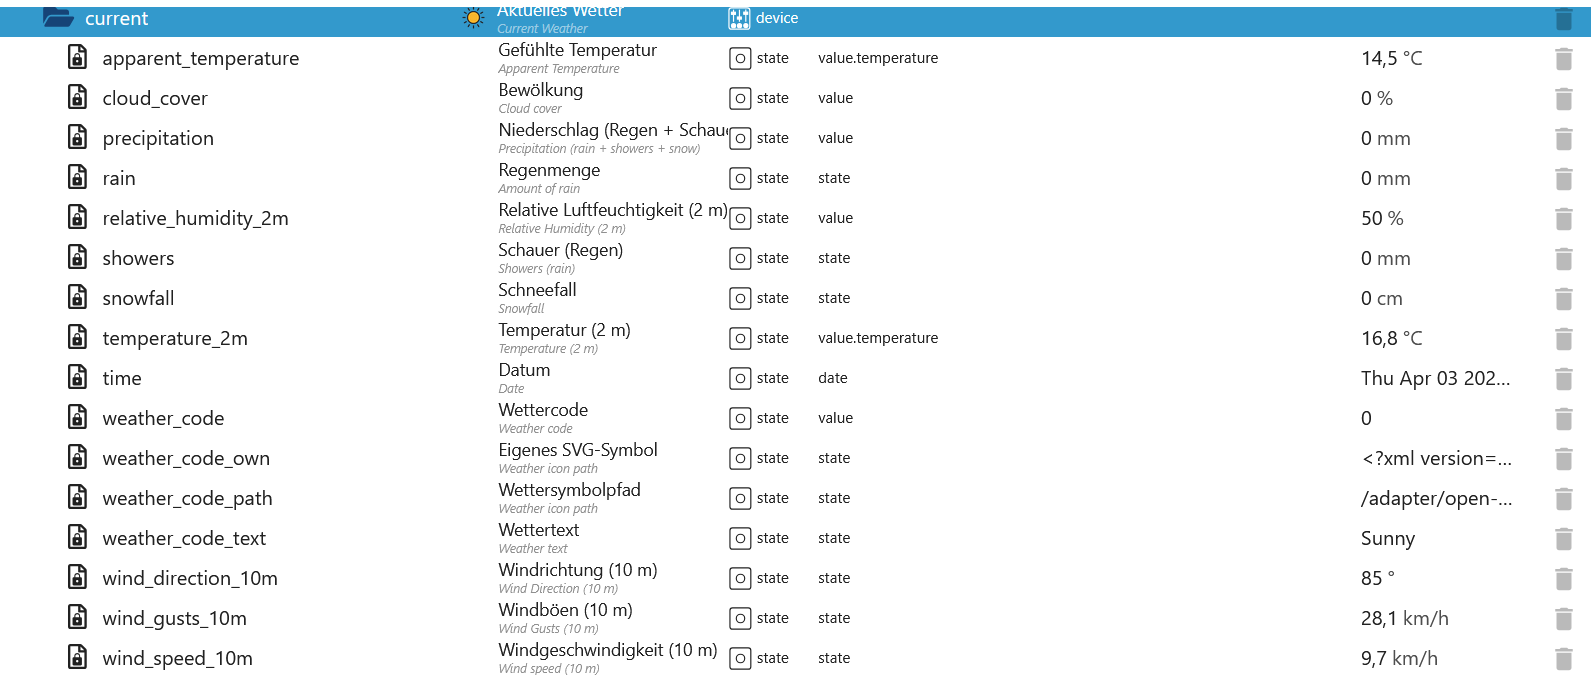 current Aktuelles Wetter device
Current Weather
apparent_temperature Gefühlte Temperatur state value.temperature 14,5 °C
Apparent Temperature
cloud_cover Bewölkung state value 0 %
Cloud cover
precipitation Niederschlag (Regen + Schaue state value 0 mm
Precipitation (rain + showers + snow)
rain Regenmenge state state 0 mm
Amount of rain
relative_humidity_2m Relative Luftfeuchtigkeit (2 m) state value 50 %
Relative Humidity (2 m)
showers Schauer (Regen) state state 0 mm
Showers (rain)
snowfall Schneefall state state 0 cm
Snowfall
temperature_2m Temperatur (2 m) state value.temperature 16,8 °C
Temperature (2 m)
time Datum state date Thu Apr 03 202...
Date
weather_code Wettercode state value 0
Weather code
weather_code_own Eigenes SVG-Symbol state state <?xml version=...
Weather icon path
weather_code_path Wettersymbolpfad state state /adapter/open-...
Weather icon path
weather_code_text Wettertext state state Sunny
Weather text
wind_direction_10m Windrichtung (10 m) state state 85 °
Wind Direction (10 m)
wind_gusts_10m Windböen (10 m) state state 28,1 km/h
Wind Gusts (10 m)
wind_speed_10m Windgeschwindigkeit (10 m) state state 9,7 km/h
Wind speed (10 m)